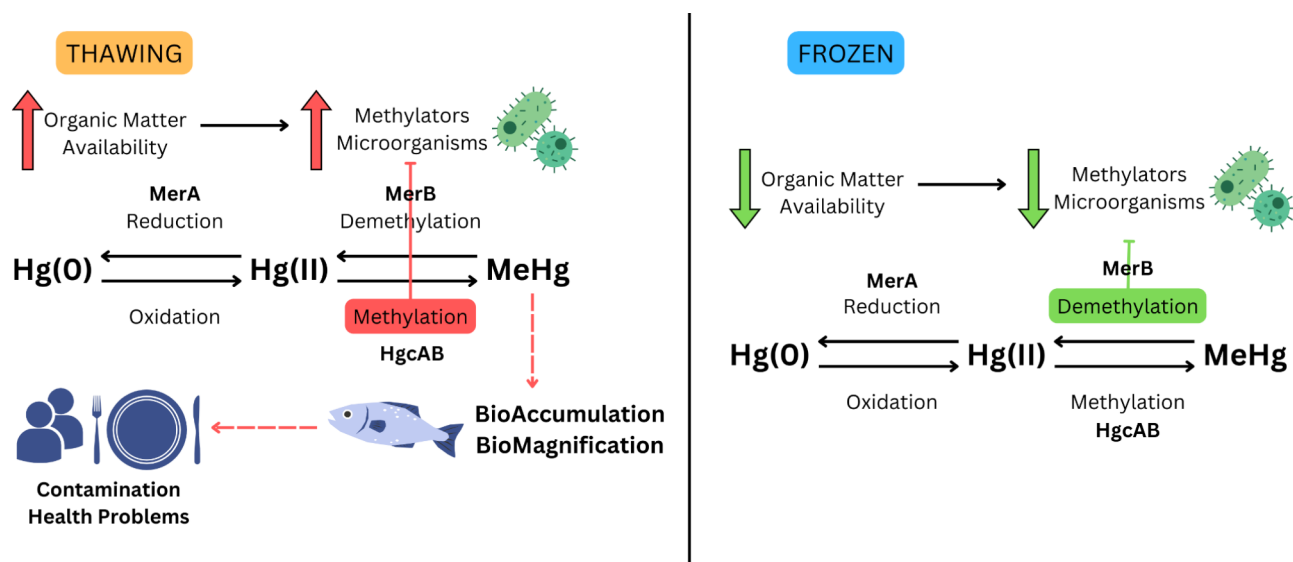 THAWING
Organic Matter
Availability
Methylators
Microorganisms
MerA
Reduction
MerB
Demethylation
Hg(0)
Hg(II)
MeHg
Oxidation
Methylation
HgcAB
BioAccumulation
BioMagnification
Contamination
Health Problems
FROZEN
Organic Matter
Availability
Methylators
Microorganisms
MerA
Reduction
MerB
Demethylation
Hg(0)
Hg(II)
MeHg
Oxidation
Methylation
HgcAB